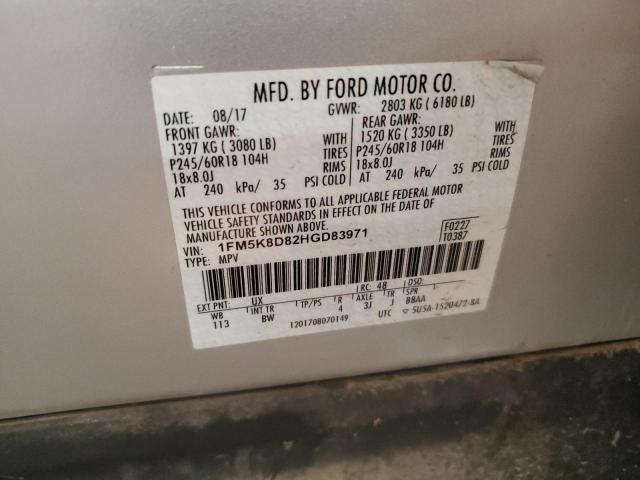 MFD. BY FORD MOTOR CO.
DATE: 08/17 GVWR: 2803 KG ( 6180 LB)
FRONT GAWR: REAR GAWR:
1397 KG ( 3080 LB) WITH 1520 KG ( 3350 LB) WITH
P245/60R18 104H TIRES P245/60R18 104H TIRES
18x8.0J RIMS 18x8.0J RIMS
AT 240 kPa/ 35 PSI COLD AT 240 kPa/ 35 PSI COLD
THIS VEHICLE CONFORMS TO ALL APPLICABLE FEDERAL MOTOR
VEHICLE SAFETY STANDARDS IN EFFECT ON THE DATE OF
MANUFACTURE SHOWN ABOVE.
VIN: 1FM5K8D82HGD83971 F0227
TYPE: MPV T0387
EXT PNT: UX RC: 48 DSO:
WB INT TR TP/PS R AXLE TR SPR
113 BW 4 3J J BBAA
1201708070149 UTC ▽ 5U5A-1520472-BA